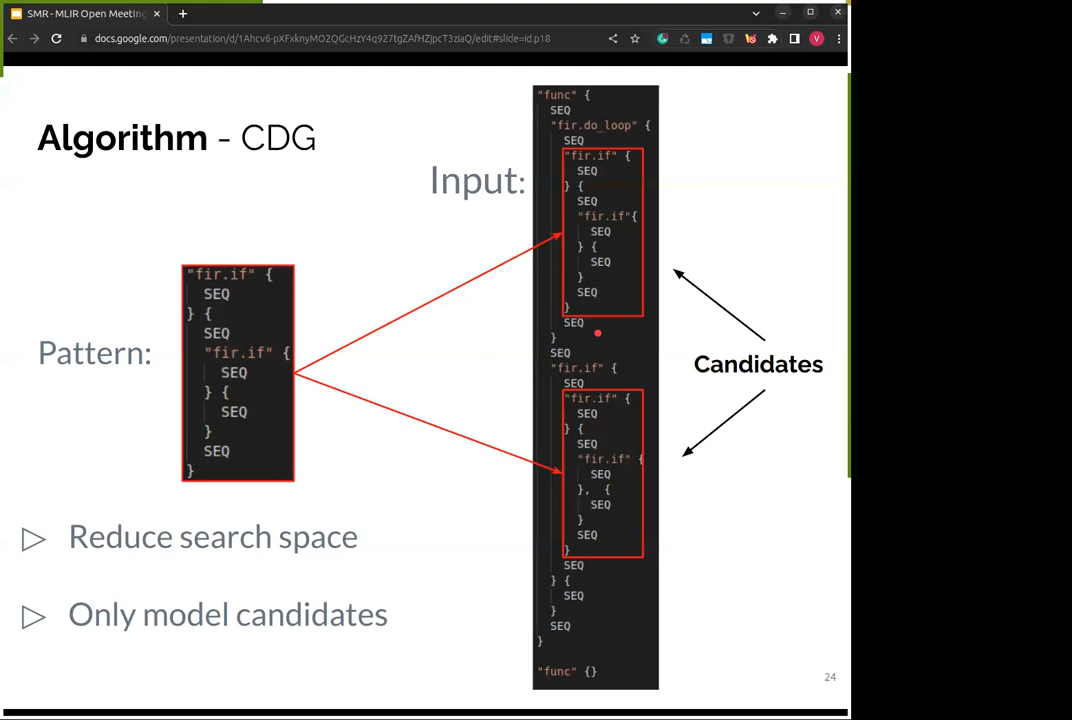 SMR - MLIR Open Meeting
docs.google.com/presentation/d/1Ahcv6-pXFxknyMO2QGcHzY4q927tgZAfHZjpcT3ziaQ/edit#slide=id.p18
V
Algorithm - CDG
Input:
Pattern:
"fir.if" {
SEQ
} {
SEQ
"fir.if" {
SEQ
} {
SEQ
}
SEQ
}
"func" {
SEQ
"fir.do_loop" {
SEQ
"fir.if" {
SEQ
} {
SEQ
"fir.if"{
SEQ
} {
SEQ
}
SEQ
}
SEQ
}
SEQ
"fir.if" {
SEQ
"fir.if" {
SEQ
} {
SEQ
"fir.if" {
SEQ
}, {
SEQ
}
SEQ
}
SEQ
} {
SEQ
}
SEQ
}
"func" {}
Candidates
Reduce search space
Only model candidates
24